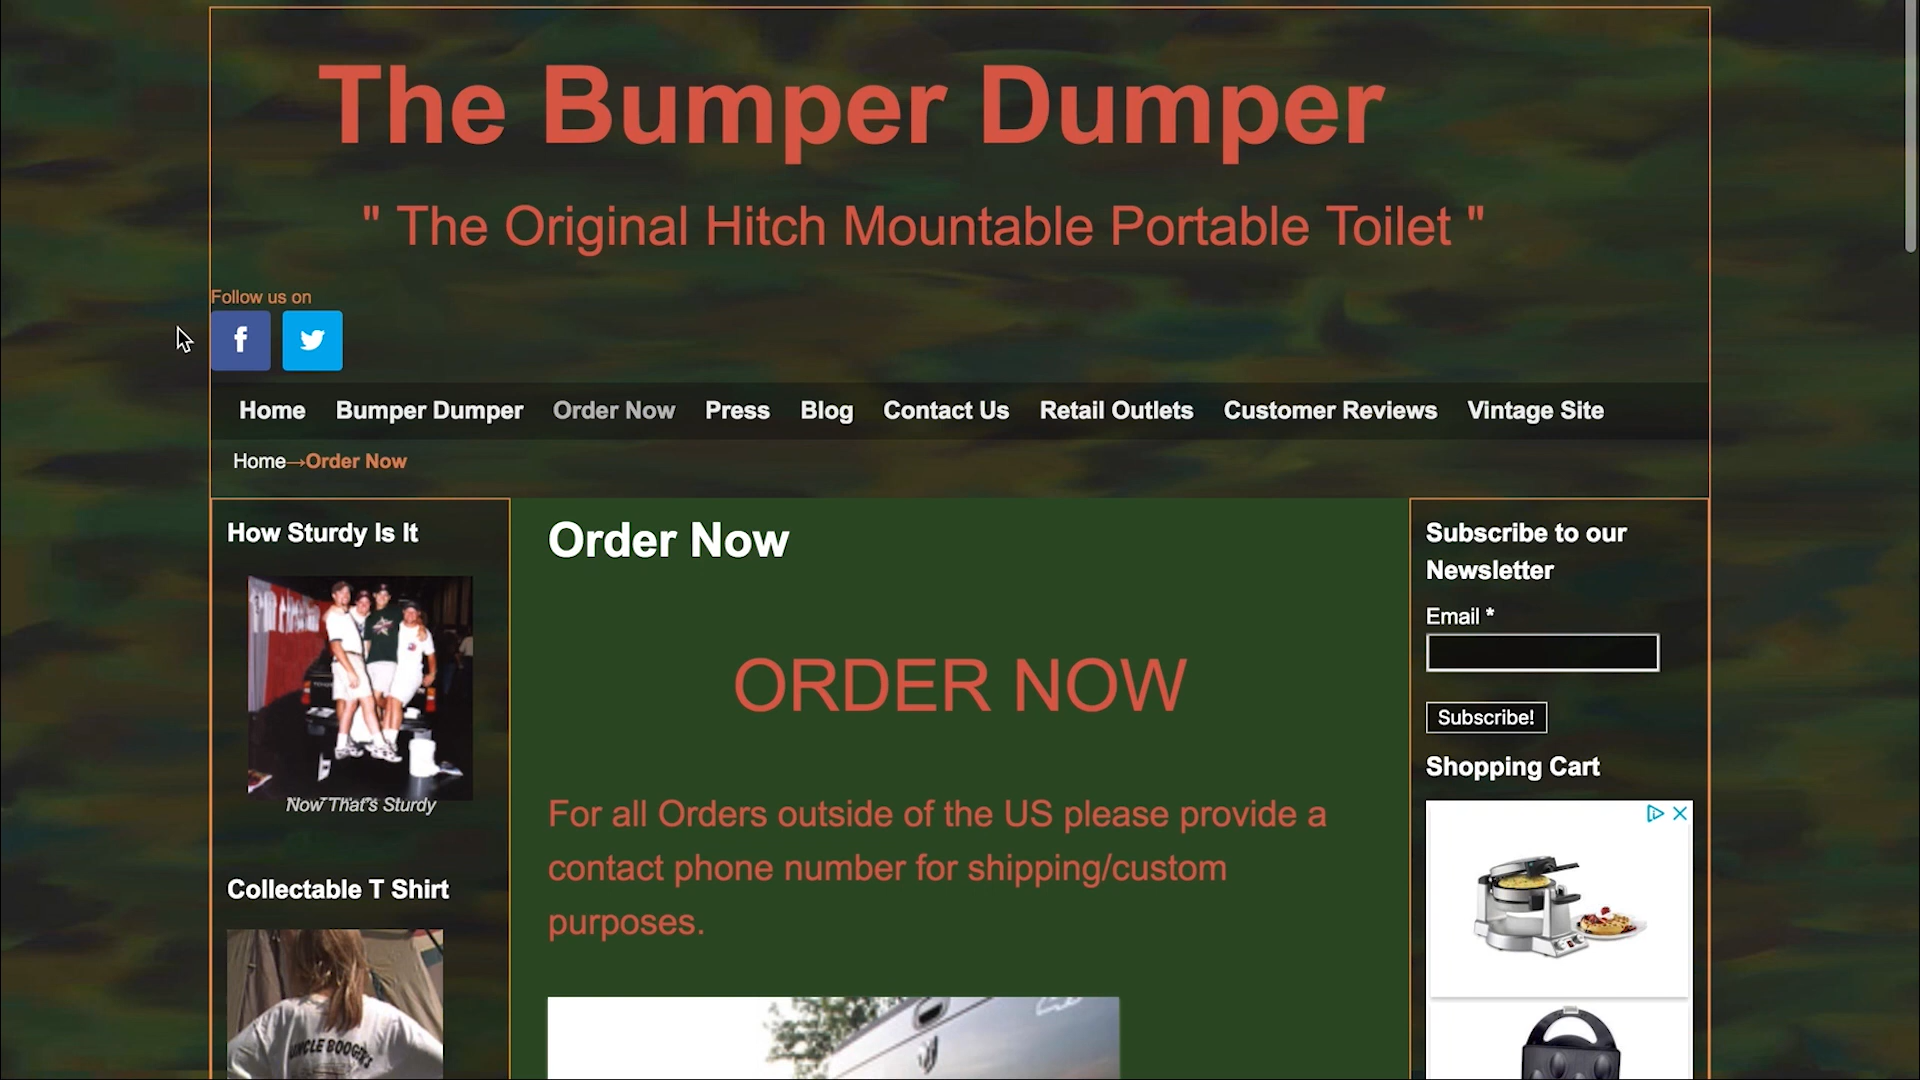 The Bumper Dumper
" The Original Hitch Mountable Portable Toilet "
Follow us on
Home Bumper Dumper Order Now Press Blog Contact Us Retail Outlets Customer Reviews Vintage Site
Home→Order Now
How Sturdy Is It
Now That's Sturdy
Collectable T Shirt
UNCLE BOOGER'S
Order Now
ORDER NOW
For all Orders outside of the US please provide a
contact phone number for shipping/custom
purposes.
Subscribe to our
Newsletter
Email *
Subscribe!
Shopping Cart